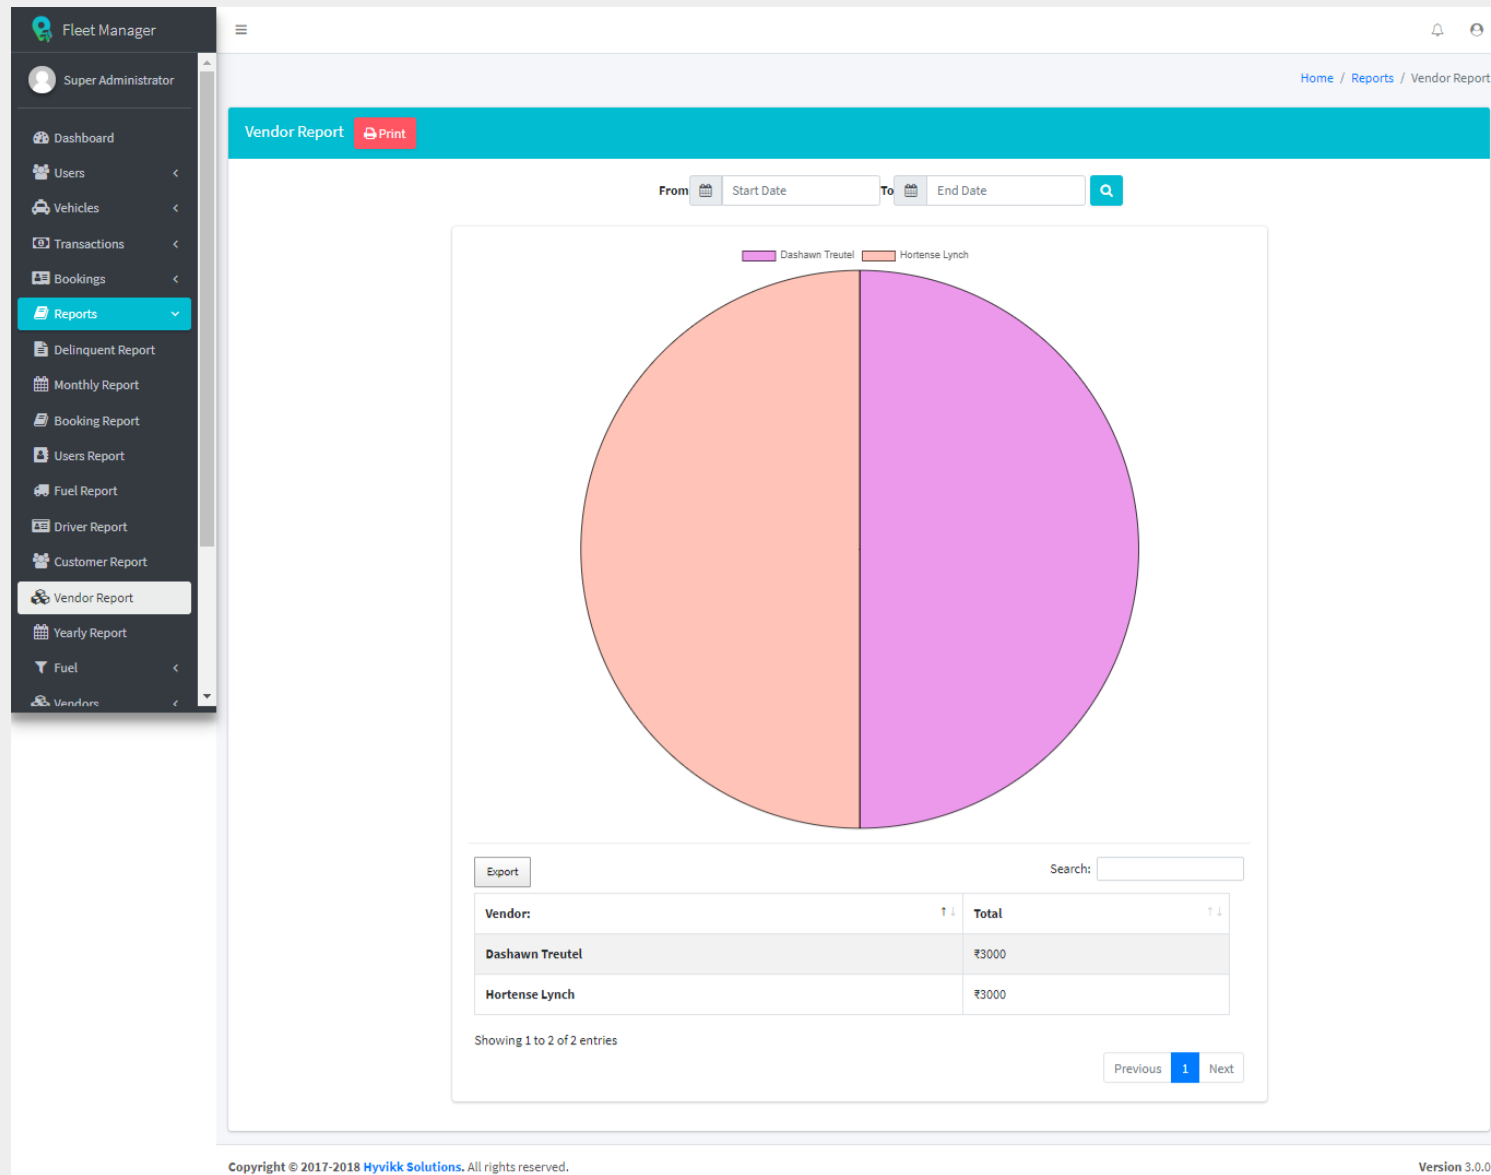 Fleet Manager
Super Administrator
Home / Reports / Vendor Report
Dashboard
Users
Vehicles
Transactions
Bookings
Reports
Delinquent Report
Monthly Report
Booking Report
Users Report
Fuel Report
Driver Report
Customer Report
Vendor Report
Yearly Report
Fuel
Vendors
Vendor Report Print
From Start Date To End Date
Dashawn Treutel Hortense Lynch
Export Search:
Vendor: Total
Dashawn Treutel ₹3000
Hortense Lynch ₹3000
Showing 1 to 2 of 2 entries
Previous 1 Next
Copyright © 2017-2018 Hyvikk Solutions. All rights reserved. Version 3.0.0